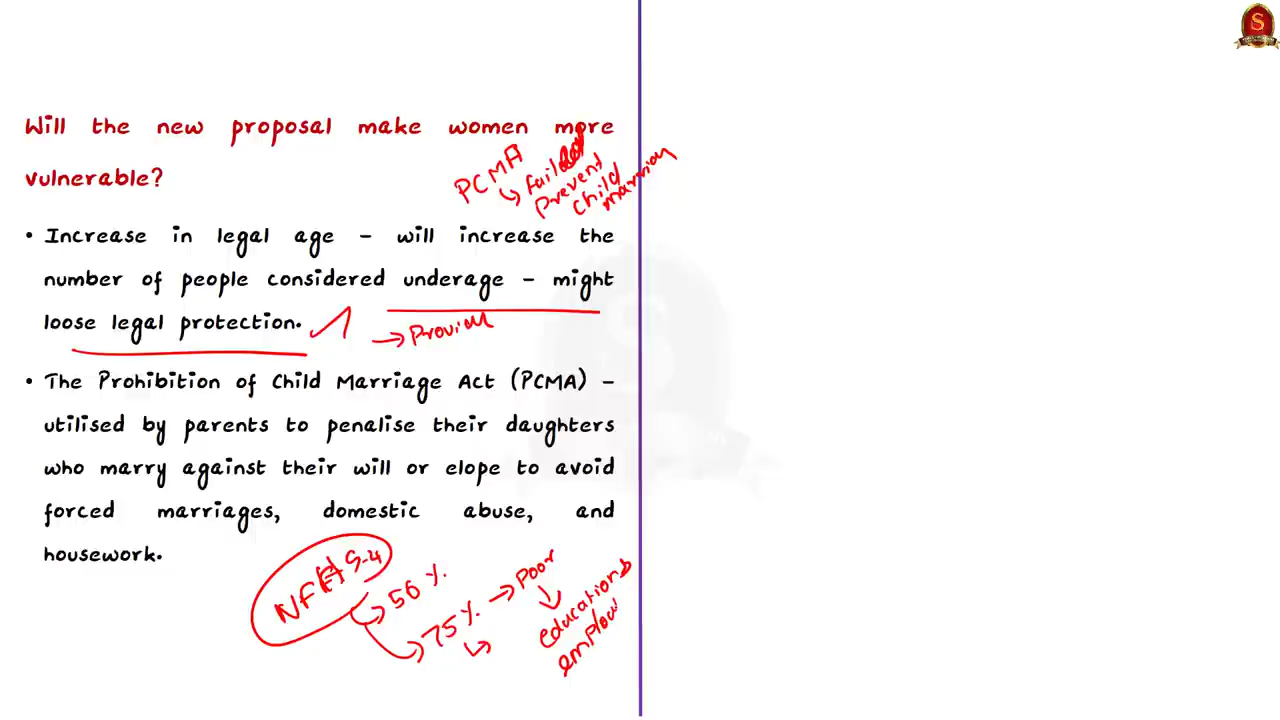 Will the new proposal make women more
vulnerable?
PCMA
↳ failed
prevent
child
• Increase in legal age - will increase the
number of people considered underage - might
loose legal protection.
→
• The Prohibition of Child Marriage Act (PCMA) -
utilised by parents to penalise their daughters
who marry against their will or elope to avoid
forced marriages, domestic abuse, and
housework.
NFHS-4
56 %
75 % → Poor
education
S